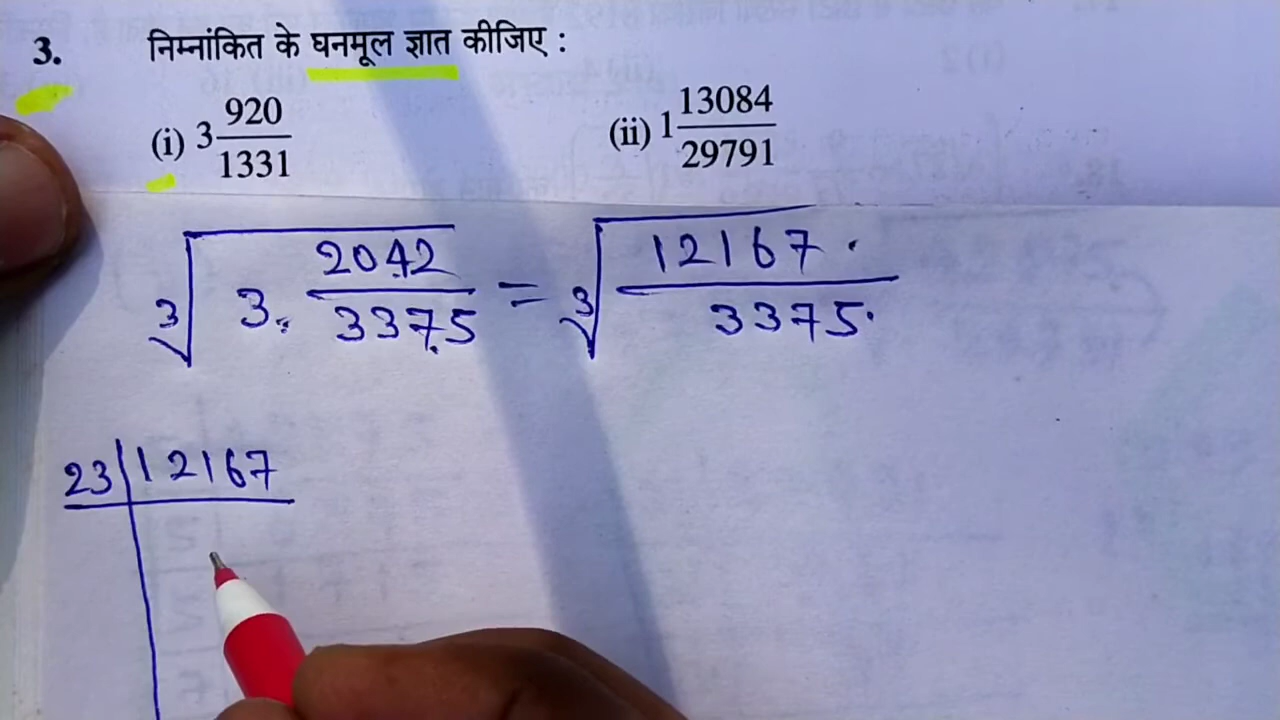 3. निम्नांकित के घनमूल ज्ञात कीजिए :
(i) 3 920/1331 (ii) 1 13084/29791
∛(3 2042/3375) = ∛(12167/3375)
23 | 12167